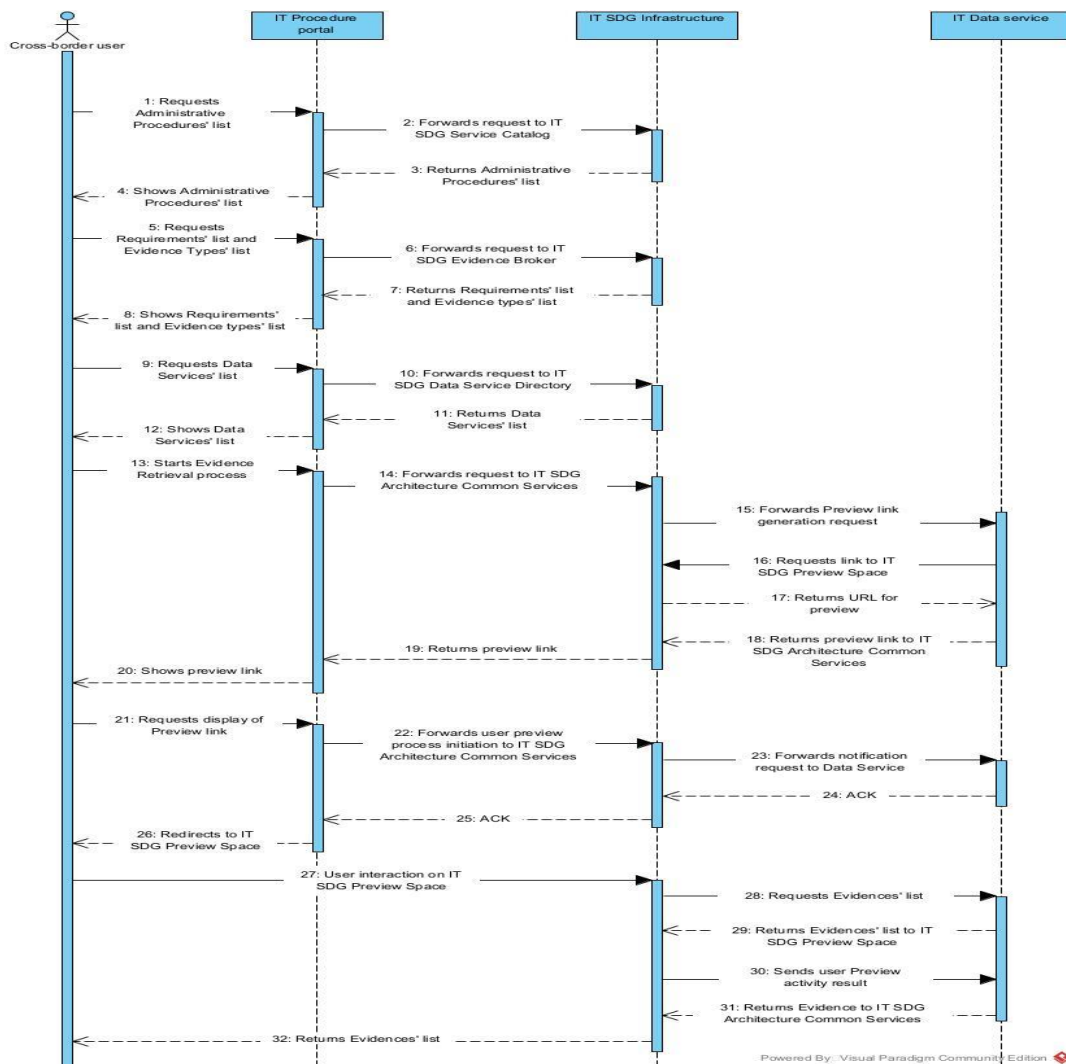 IT Procedure
portal
IT SDG Infrastructure
IT Data service
Cross-border user
1: Requests
Administrative
Procedures' list
2: Forwards request to IT
SDG Service Catalog
3: Returns Administrative
Procedures' list
4: Shows Administrative
Procedures' list
5: Requests
Requirements' list and
Evidence Types' list
6: Forwards request to IT
SDG Evidence Broker
7: Returns Requirements' list
and Evidence types' list
8: Shows Requirements'
list and Evidence types' list
9: Requests Data
Services' list
10: Forwards request to IT
SDG Data Service Directory
11: Returns Data
Services' list
12: Shows Data
Services' list
13: Starts Evidence
Retrieval process
14: Forwards request to IT SDG
Architecture Common Services
15: Forwards Preview link
generation request
16: Requests link to IT
SDG Preview Space
17: Returns URL for
preview
18: Returns preview link to IT
SDG Architecture Common
Services
19: Returns preview link
20: Shows preview link
21: Requests display of
Preview link
22: Forwards user preview
process initiation to IT SDG
Architecture Common Services
23: Forwards notification
request to Data Service
24: ACK
25: ACK
26: Redirects to IT
SDG Preview Space
27: User interaction on IT
SDG Preview Space
28: Requests Evidences' list
29: Returns Evidences' list to IT
SDG Preview Space
30: Sends user Preview
activity result
31: Returns Evidence to IT SDG
Architecture Common Services
32: Returns Evidences' list
Powered By: Visual Paradigm Community Edition